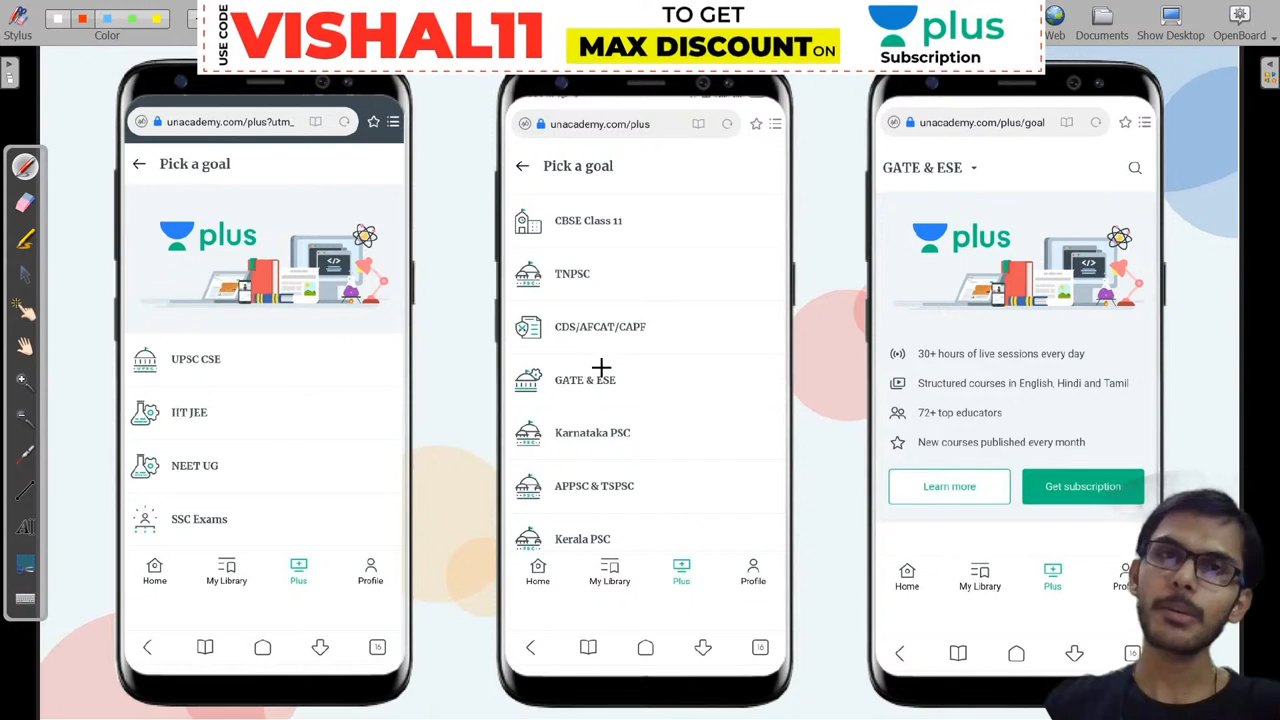 Stylus
Color
USE CODE
VISHAL11
TO GET
MAX DISCOUNT ON
plus
Subscription
Web
Documents
Show Desktop
OpenBoard
unacademy.com/plus?utm_
Pick a goal
plus
UPSC CSE
IIT JEE
NEET UG
SSC Exams
Home
My Library
Plus
Profile
16
unacademy.com/plus
Pick a goal
CBSE Class 11
TNPSC
CDS/AFCAT/CAPF
GATE & ESE
Karnataka PSC
APPSC & TSPSC
Kerala PSC
Home
My Library
Plus
Profile
16
unacademy.com/plus/goal
GATE & ESE
plus
30+ hours of live sessions every day
Structured courses in English, Hindi and Tamil
72+ top educators
New courses published every month
Learn more
Get subscription
Home
My Library
Plus
Prof
16